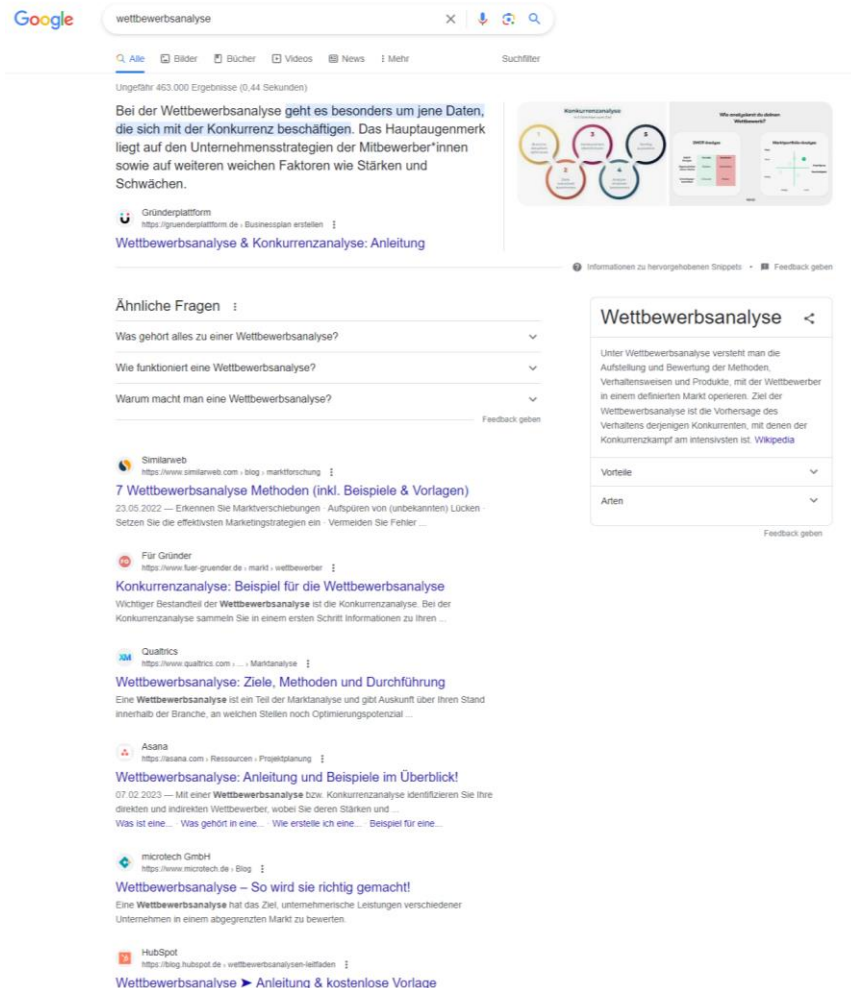 Google
wettbewerbsanalyse
Alle Bilder Bücher Videos News Mehr Suchfilter
Ungefähr 463.000 Ergebnisse (0,44 Sekunden)
Bei der Wettbewerbsanalyse geht es besonders um jene Daten,
die sich mit der Konkurrenz beschäftigen. Das Hauptaugenmerk
liegt auf den Unternehmensstrategien der Mitbewerber*innen
sowie auf weiteren weichen Faktoren wie Stärken und
Schwächen.
Konkurrenzanalyse
1
2
3
4
5
Wie analysierst du deinen
Wettbewerb?
Gründerplattform
https://gruenderplattform.de › Businessplan erstellen
Wettbewerbsanalyse & Konkurrenzanalyse: Anleitung
Informationen zu hervorgehobenen Snippets • Feedback geben
Ähnliche Fragen
Was gehört alles zu einer Wettbewerbsanalyse?
Wie funktioniert eine Wettbewerbsanalyse?
Warum macht man eine Wettbewerbsanalyse?
Feedback geben
Wettbewerbsanalyse
Unter Wettbewerbsanalyse versteht man die
Aufstellung und Bewertung der Methoden,
Verhaltensweisen und Produkte, mit der Wettbewerber
in einem definierten Markt operieren. Ziel der
Wettbewerbsanalyse ist die Vorhersage des
Verhaltens derjenigen Konkurrenten, mit denen der
Konkurrenzkampf am intensivsten ist. Wikipedia
Vorteile
Arten
Feedback geben
Similarweb
https://www.similarweb.com › blog › marktforschung
7 Wettbewerbsanalyse Methoden (inkl. Beispiele & Vorlagen)
23.05.2022 — Erkennen Sie Marktverschiebungen · Aufspüren von (unbekannten) Lücken ·
Setzen Sie die effektivsten Marketingstrategien ein · Vermeiden Sie Fehler ...
Für Gründer
https://www.fuer-gruender.de › markt › wettbewerber
Konkurrenzanalyse: Beispiel für die Wettbewerbsanalyse
Wichtiger Bestandteil der Wettbewerbsanalyse ist die Konkurrenzanalyse. Bei der
Konkurrenzanalyse sammeln Sie in einem ersten Schritt Informationen zu Ihren ...
XM
Qualtrics
https://www.qualtrics.com › ... › Marktanalyse
Wettbewerbsanalyse: Ziele, Methoden und Durchführung
Eine Wettbewerbsanalyse ist ein Teil der Marktanalyse und gibt Auskunft über Ihren Stand
innerhalb der Branche, an welchen Stellen noch Optimierungspotenzial ...
Asana
https://asana.com › Ressourcen › Projektplanung
Wettbewerbsanalyse: Anleitung und Beispiele im Überblick!
07.02.2023 — Mit einer Wettbewerbsanalyse bzw. Konkurrenzanalyse identifizieren Sie Ihre
direkten und indirekten Wettbewerber, wobei Sie deren Stärken und ...
Was ist eine... · Was gehört in eine... · Wie erstelle ich eine... · Beispiel für eine...
microtech GmbH
https://www.microtech.de › Blog
Wettbewerbsanalyse – So wird sie richtig gemacht!
Eine Wettbewerbsanalyse hat das Ziel, unternehmerische Leistungen verschiedener
Unternehmen in einem abgegrenzten Markt zu bewerten.
HubSpot
https://blog.hubspot.de › wettbewerbsanalysen-leitfaden
Wettbewerbsanalyse ➤ Anleitung & kostenlose Vorlage